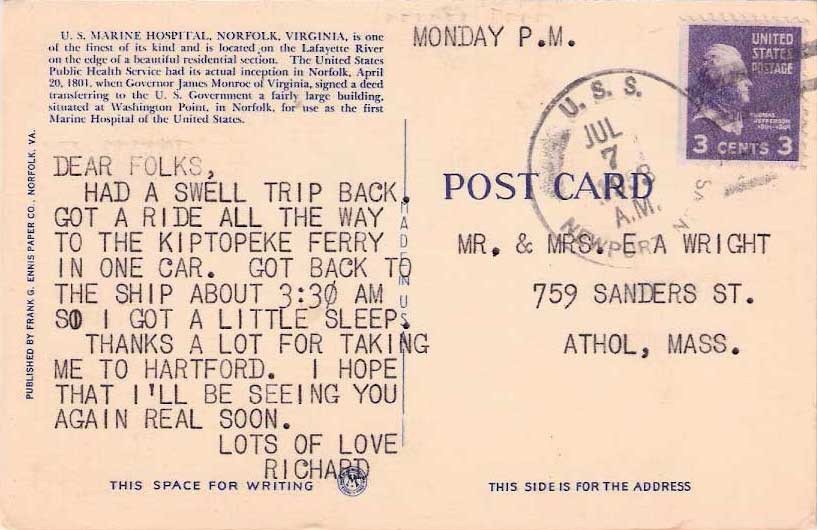 U. S. MARINE HOSPITAL, NORFOLK, VIRGINIA, is one
of the finest of its kind and is located on the Lafayette River
on the edge of a beautiful residential section. The United States
Public Health Service had its actual inception in Norfolk, April
20, 1801, when Governor James Monroe of Virginia, signed a deed
transferring to the U. S. Government a fairly large building,
situated at Washington Point, in Norfolk, for use as the first
Marine Hospital of the United States.
MONDAY P.M.
UNITED
STATES
POSTAGE
THOMAS
JEFFERSON
3 CENTS 3
U. S. S.
JUL
7
A.M.
NEWPORT
PUBLISHED BY FRANK G. ENNIS PAPER CO., NORFOLK, VA.
DEAR FOLKS,
HAD A SWELL TRIP BACK.
GOT A RIDE ALL THE WAY
TO THE KIPTOPEKE FERRY
IN ONE CAR. GOT BACK TO
THE SHIP ABOUT 3:30 AM
SO I GOT A LITTLE SLEEP.
THANKS A LOT FOR TAKING
ME TO HARTFORD. I HOPE
THAT I'LL BE SEEING YOU
AGAIN REAL SOON.
LOTS OF LOVE
RICHARD
MADE IN U.S.
POST CARD
MR. & MRS. E A WRIGHT
759 SANDERS ST.
ATHOL, MASS.
THIS SPACE FOR WRITING
THIS SIDE IS FOR THE ADDRESS